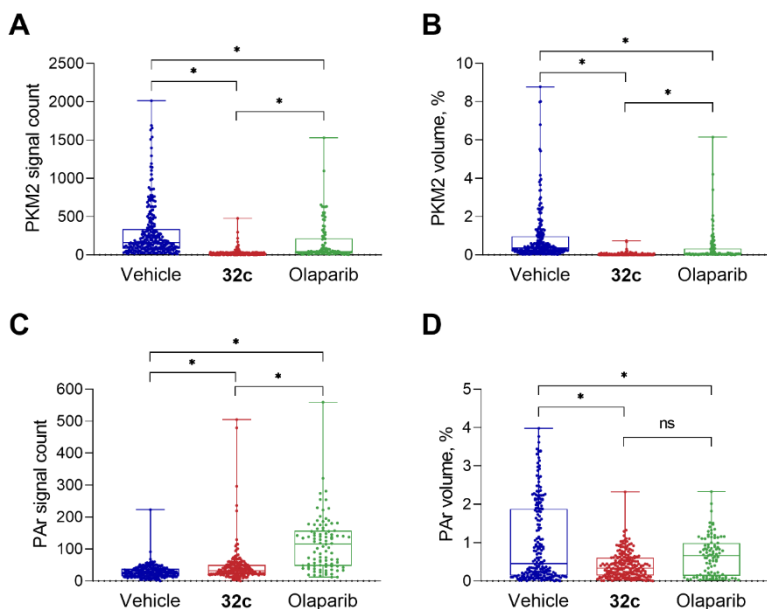 A
PKM2 signal count
2500
2000
1500
1000
500
0
*
*
*
Vehicle 32c Olaparib
B
PKM2 volume, %
10
8
6
4
2
0
*
*
*
Vehicle 32c Olaparib
C
PAr signal count
600
500
400
300
200
100
0
*
*
*
Vehicle 32c Olaparib
D
PAr volume, %
5
4
3
2
1
0
*
*
ns
Vehicle 32c Olaparib